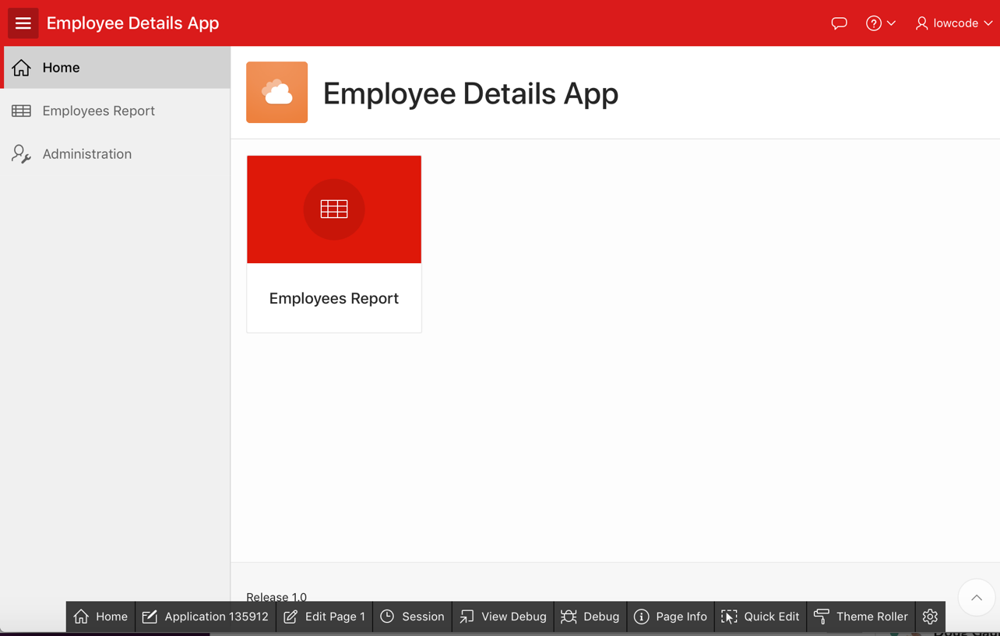 Employee Details App
lowcode
Home
Employees Report
Administration
Employee Details App
Employees Report
Release 1.0
Home Application 135912 Edit Page 1 Session View Debug Debug Page Info Quick Edit Theme Roller